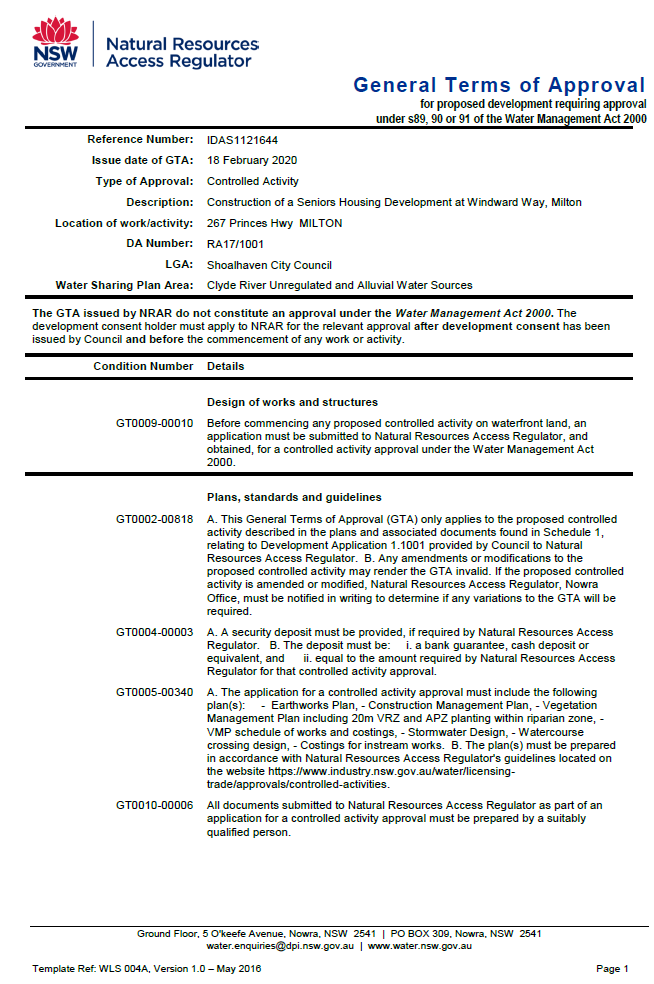 NSW
GOVERNMENT
Natural Resources
Access Regulator
General Terms of Approval
for proposed development requiring approval
under s89, 90 or 91 of the Water Management Act 2000
Reference Number: IDAS1121644
Issue date of GTA: 18 February 2020
Type of Approval: Controlled Activity
Description: Construction of a Seniors Housing Development at Windward Way, Milton
Location of work/activity: 267 Princes Hwy  MILTON
DA Number: RA17/1001
LGA: Shoalhaven City Council
Water Sharing Plan Area: Clyde River Unregulated and Alluvial Water Sources
The GTA issued by NRAR do not constitute an approval under the Water Management Act 2000. The
development consent holder must apply to NRAR for the relevant approval after development consent has been
issued by Council and before the commencement of any work or activity.
Condition Number Details
Design of works and structures
GT0009-00010 Before commencing any proposed controlled activity on waterfront land, an
application must be submitted to Natural Resources Access Regulator, and
obtained, for a controlled activity approval under the Water Management Act
2000.
Plans, standards and guidelines
GT0002-00818 A. This General Terms of Approval (GTA) only applies to the proposed controlled
activity described in the plans and associated documents found in Schedule 1,
relating to Development Application 1.1001 provided by Council to Natural
Resources Access Regulator.  B. Any amendments or modifications to the
proposed controlled activity may render the GTA invalid. If the proposed controlled
activity is amended or modified, Natural Resources Access Regulator, Nowra
Office, must be notified in writing to determine if any variations to the GTA will be
required.
GT0004-00003 A. A security deposit must be provided, if required by Natural Resources Access
Regulator.   B. The deposit must be:     i. a bank guarantee, cash deposit or
equivalent, and      ii. equal to the amount required by Natural Resources Access
Regulator for that controlled activity approval.
GT0005-00340 A. The application for a controlled activity approval must include the following
plan(s):     -  Earthworks Plan, - Construction Management Plan, - Vegetation
Management Plan including 20m VRZ and APZ planting within riparian zone, -
VMP schedule of works and costings, - Stormwater Design, - Watercourse
crossing design, - Costings for instream works.  B. The plan(s) must be prepared
in accordance with Natural Resources Access Regulator's guidelines located on
the website https://www.industry.nsw.gov.au/water/licensing-
trade/approvals/controlled-activities.
GT0010-00006 All documents submitted to Natural Resources Access Regulator as part of an
application for a controlled activity approval must be prepared by a suitably
qualified person.
Ground Floor, 5 O'keefe Avenue, Nowra, NSW  2541  |  PO BOX 309, Nowra, NSW  2541
water.enquiries@dpi.nsw.gov.au  |  www.water.nsw.gov.au
Template Ref: WLS 004A, Version 1.0 – May 2016 Page 1